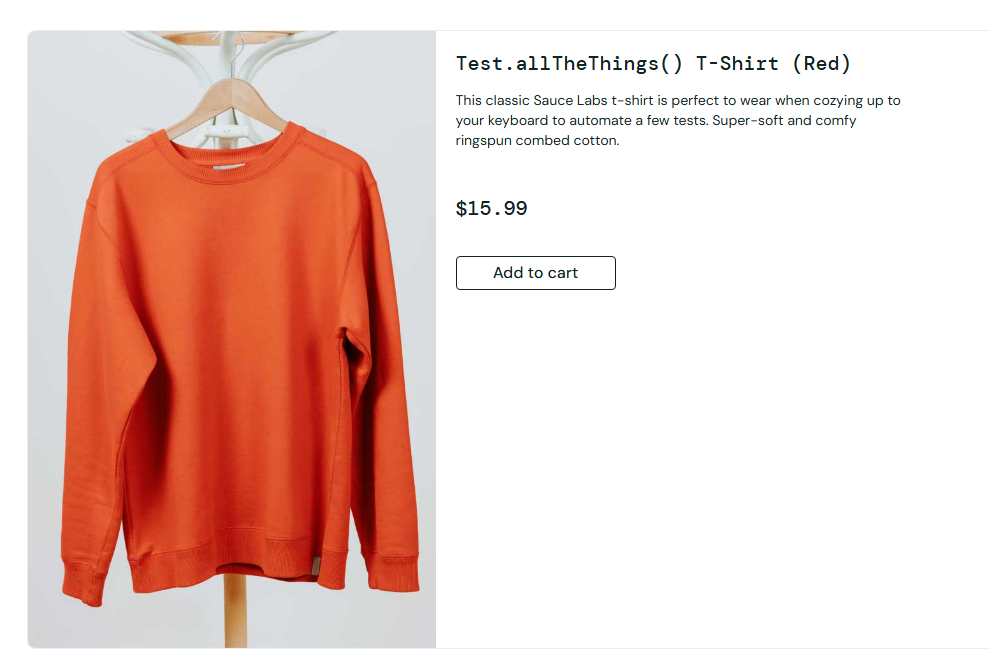 Test.allTheThings() T-Shirt (Red)
This classic Sauce Labs t-shirt is perfect to wear when cozying up to
your keyboard to automate a few tests. Super-soft and comfy
ringspun combed cotton.
$15.99
Add to cart